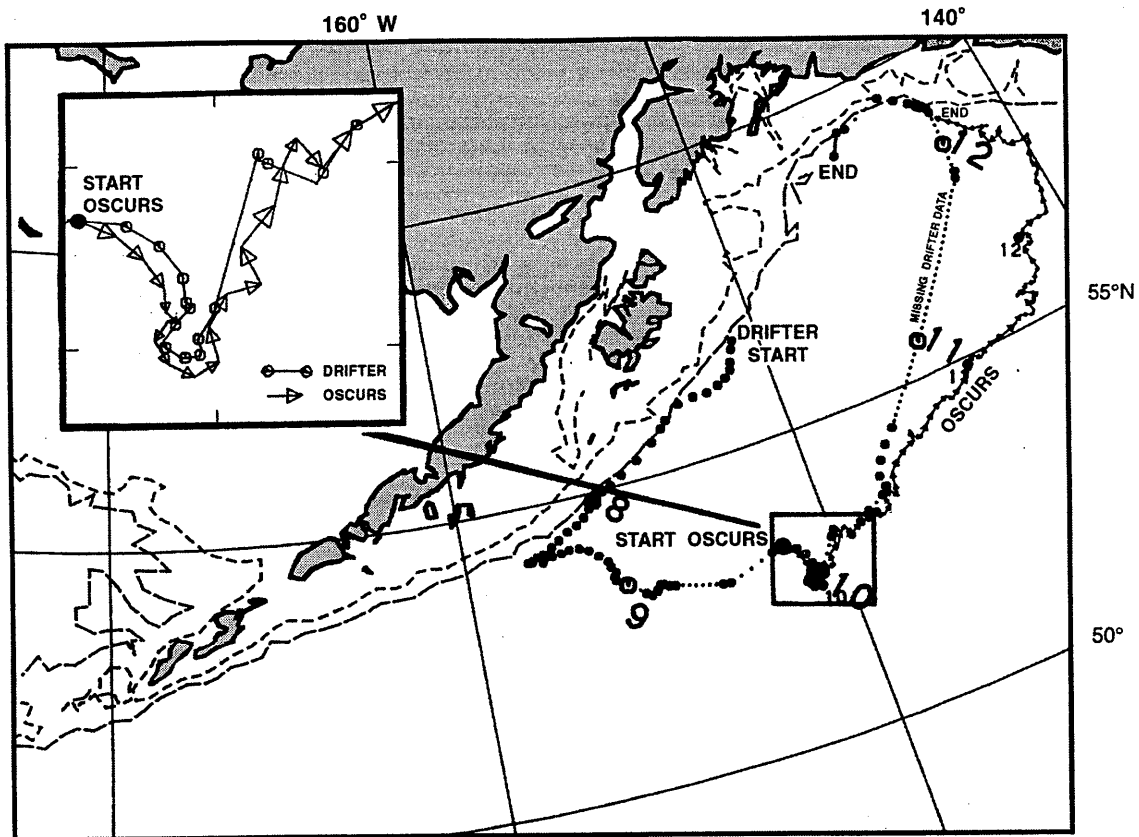 160° W
140°
START
OSCURS
DRIFTER
OSCURS
END
12
END
MISSING DRIFTER DATA
12
55°N
DRIFTER
START
11
OSCURS
8
START OSCURS
9
10
10
50°